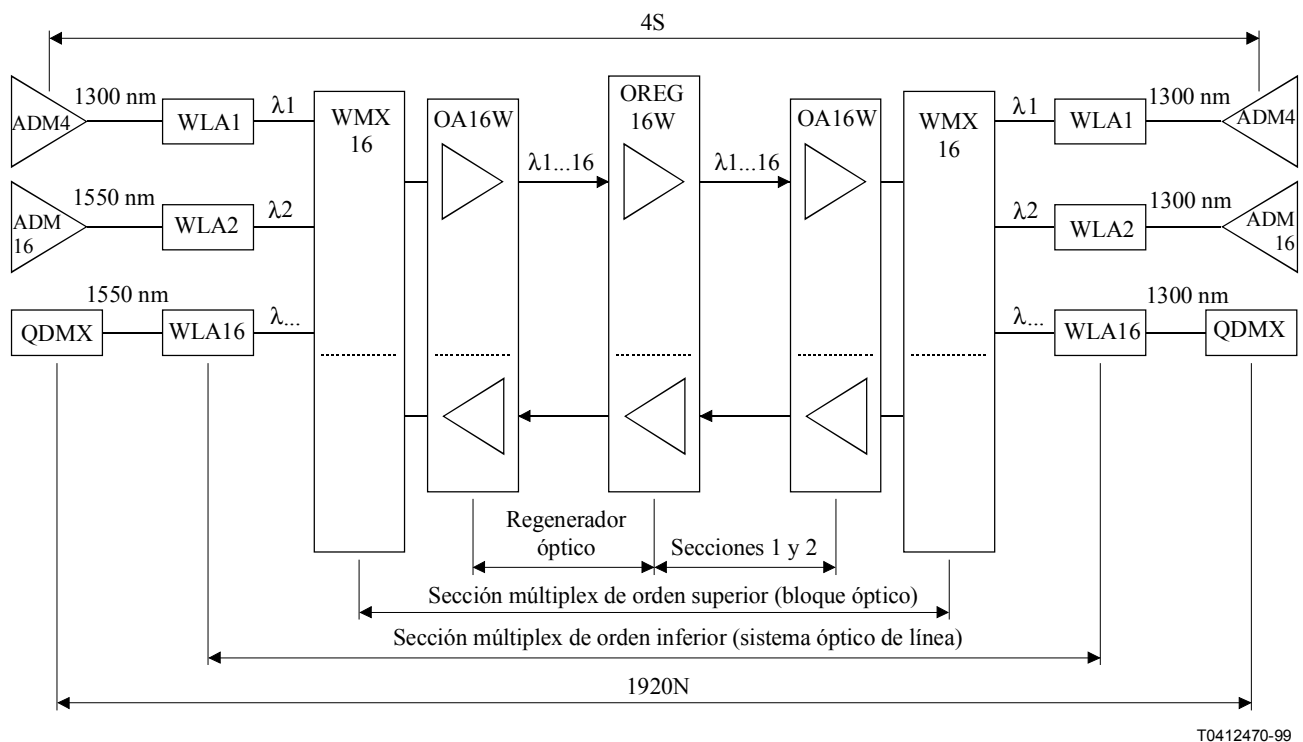 4S
1300 nm
ADM4
WLA1
λ1
WMX
16
OA16W
OREG
16W
OA16W
WMX
16
λ1
WLA1
1300 nm
ADM4
λ1...16
λ1...16
1550 nm
ADM
16
WLA2
λ2
λ2
WLA2
1300 nm
ADM
16
1550 nm
QDMX
WLA16
λ...
λ...
WLA16
1300 nm
QDMX
Regenerador
óptico
Secciones 1 y 2
Sección múltiplex de orden superior (bloque óptico)
Sección múltiplex de orden inferior (sistema óptico de línea)
1920N
T0412470-99